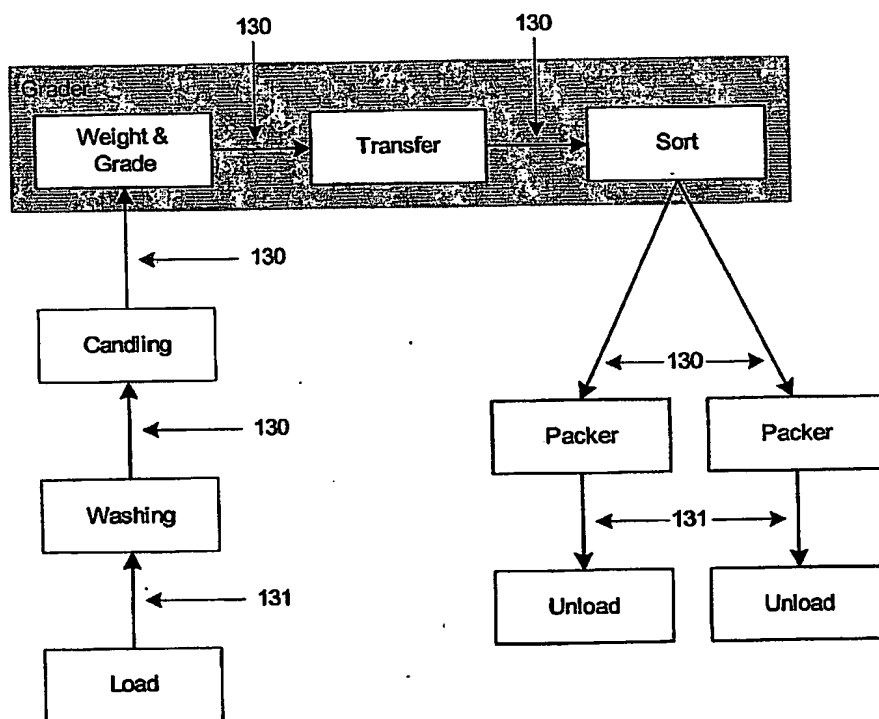 130
130
Grader
Weight &
Grade
Transfer
Sort
130
Candling
130
Packer
Packer
130
Washing
131
Unload
Unload
131
Load